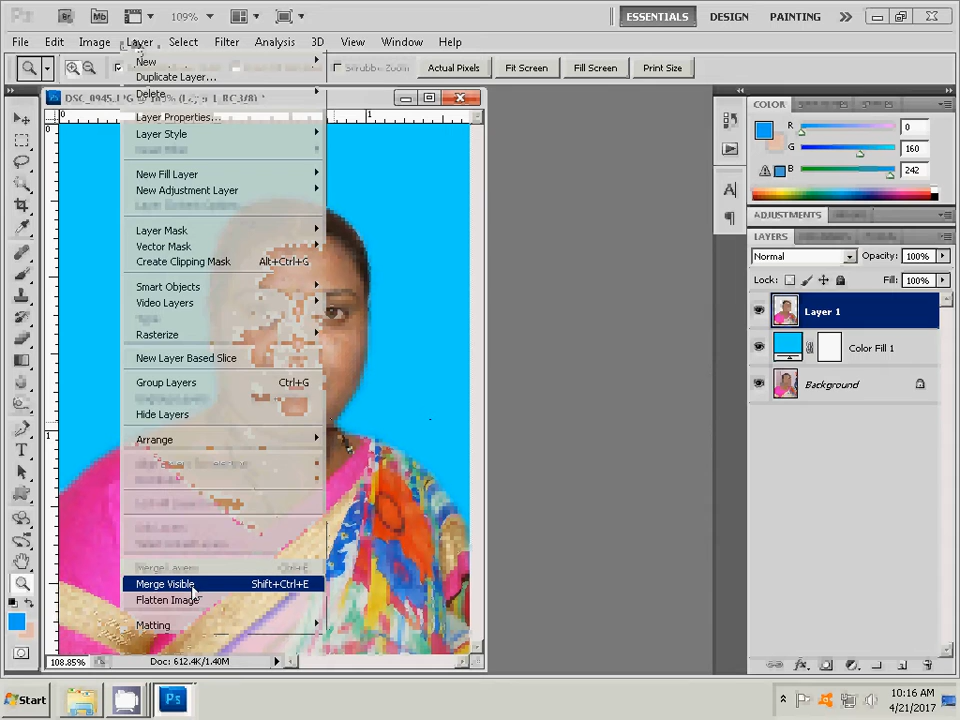 Ps Br Mb 109% ESSENTIALS DESIGN PAINTING
File Edit Image Layer Select Filter Analysis 3D View Window Help
Scrubby Zoom Actual Pixels Fit Screen Fill Screen Print Size
New
Duplicate Layer...
Delete
Layer Properties...
Layer Style
New Fill Layer
New Adjustment Layer
Layer Mask
Vector Mask
Create Clipping Mask Alt+Ctrl+G
Smart Objects
Video Layers
Rasterize
New Layer Based Slice
Group Layers Ctrl+G
Hide Layers
Arrange
Merge Layers Ctrl+E
Merge Visible Shift+Ctrl+E
Flatten Image
Matting
108.85% Doc: 612.4K/1.40M
COLOR
R 0
G 160
B 242
ADJUSTMENTS
LAYERS
Normal Opacity: 100%
Lock: Fill: 100%
Layer 1
Color Fill 1
Background
Start Ps 10:16 AM
4/21/2017